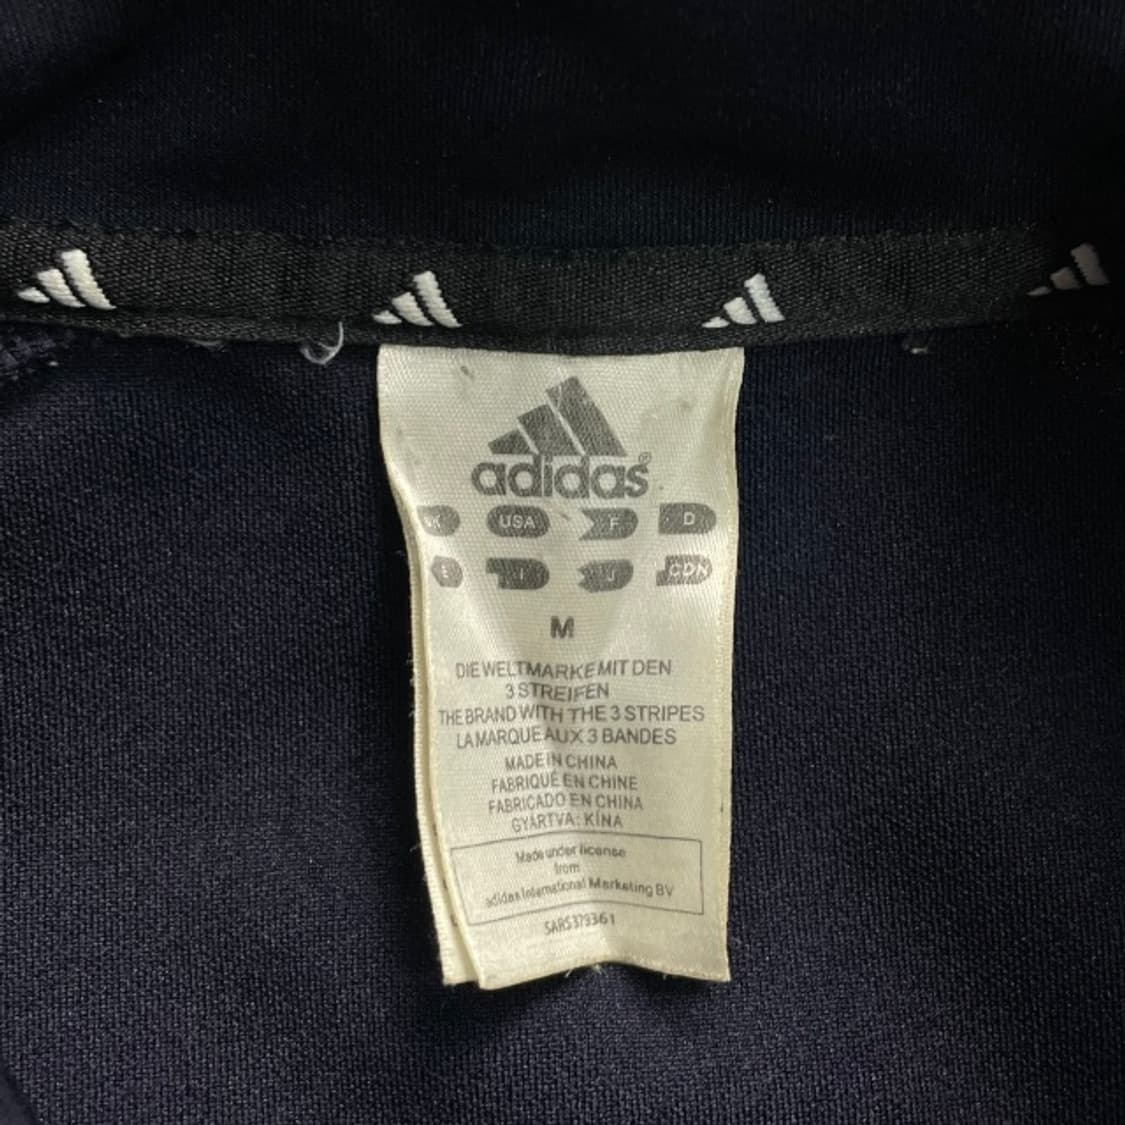 adidas®
UK USA F D
E I J CDN
M
DIE WELTMARKE MIT DEN
3 STREIFEN
THE BRAND WITH THE 3 STRIPES
LA MARQUE AUX 3 BANDES
MADE IN CHINA
FABRIQUÉ EN CHINE
FABRICADO EN CHINA
GYÁRTVA: KÍNA
Made under license
from
adidas International Marketing BV
SARS379361